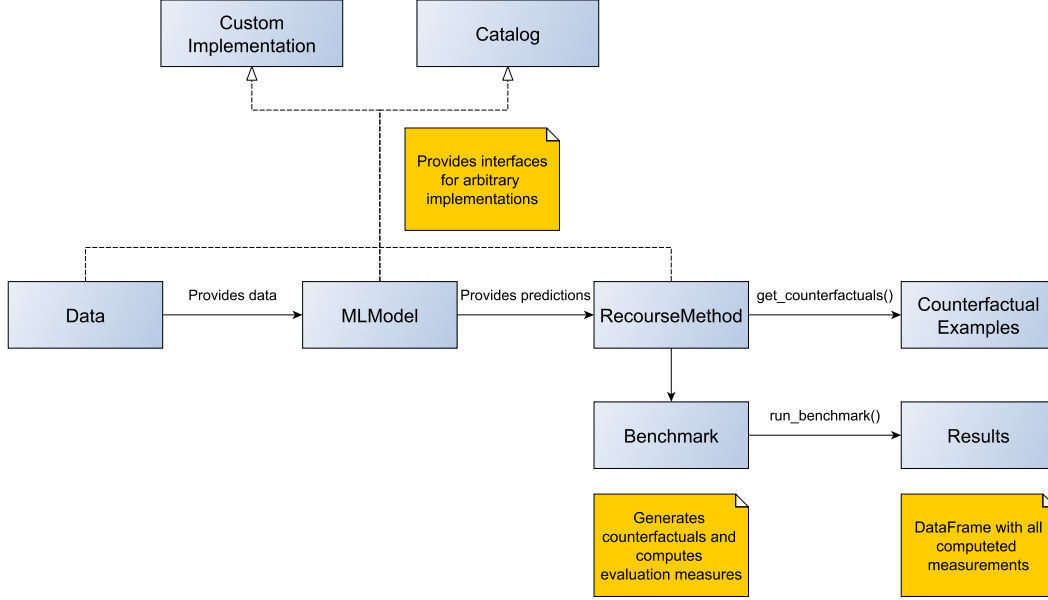 Custom
Implementation
Catalog
Provides interfaces
for arbitrary
implementations
Data
Provides data
MLModel
Provides predictions
RecourseMethod
get_counterfactuals()
Counterfactual
Examples
Benchmark
run_benchmark()
Results
Generates
counterfactuals and
computes
evaluation measures
DataFrame with all
computeted
measurements